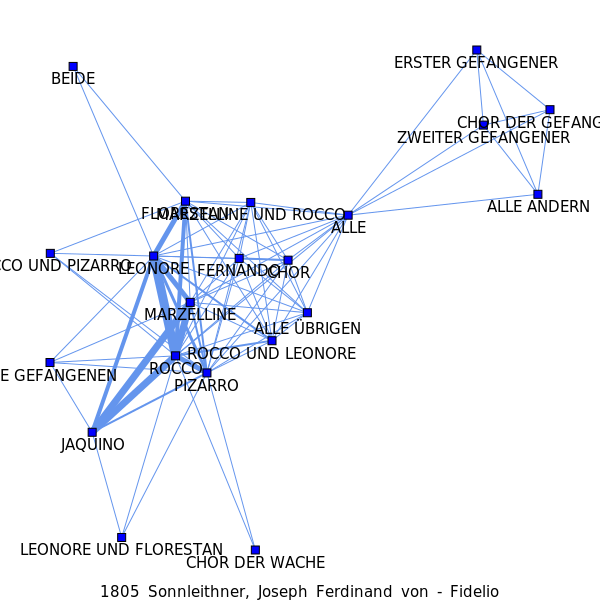 ERSTER GEFANGENER
BEIDE
CHOR DER GEFANG
ZWEITER GEFANGENER
ALLE ANDERN
FLORESTAN
MARZELLINE UND ROCCO
ALLE
CCO UND PIZARRO
LEONORE
FERNANDO
CHOR
MARZELLINE
ALLE ÜBRIGEN
ROCCO UND LEONORE
ROCCO
E GEFANGENEN
PIZARRO
JAQUINO
LEONORE UND FLORESTAN
CHOR DER WACHE
1805 Sonnleithner, Joseph Ferdinand von - Fidelio